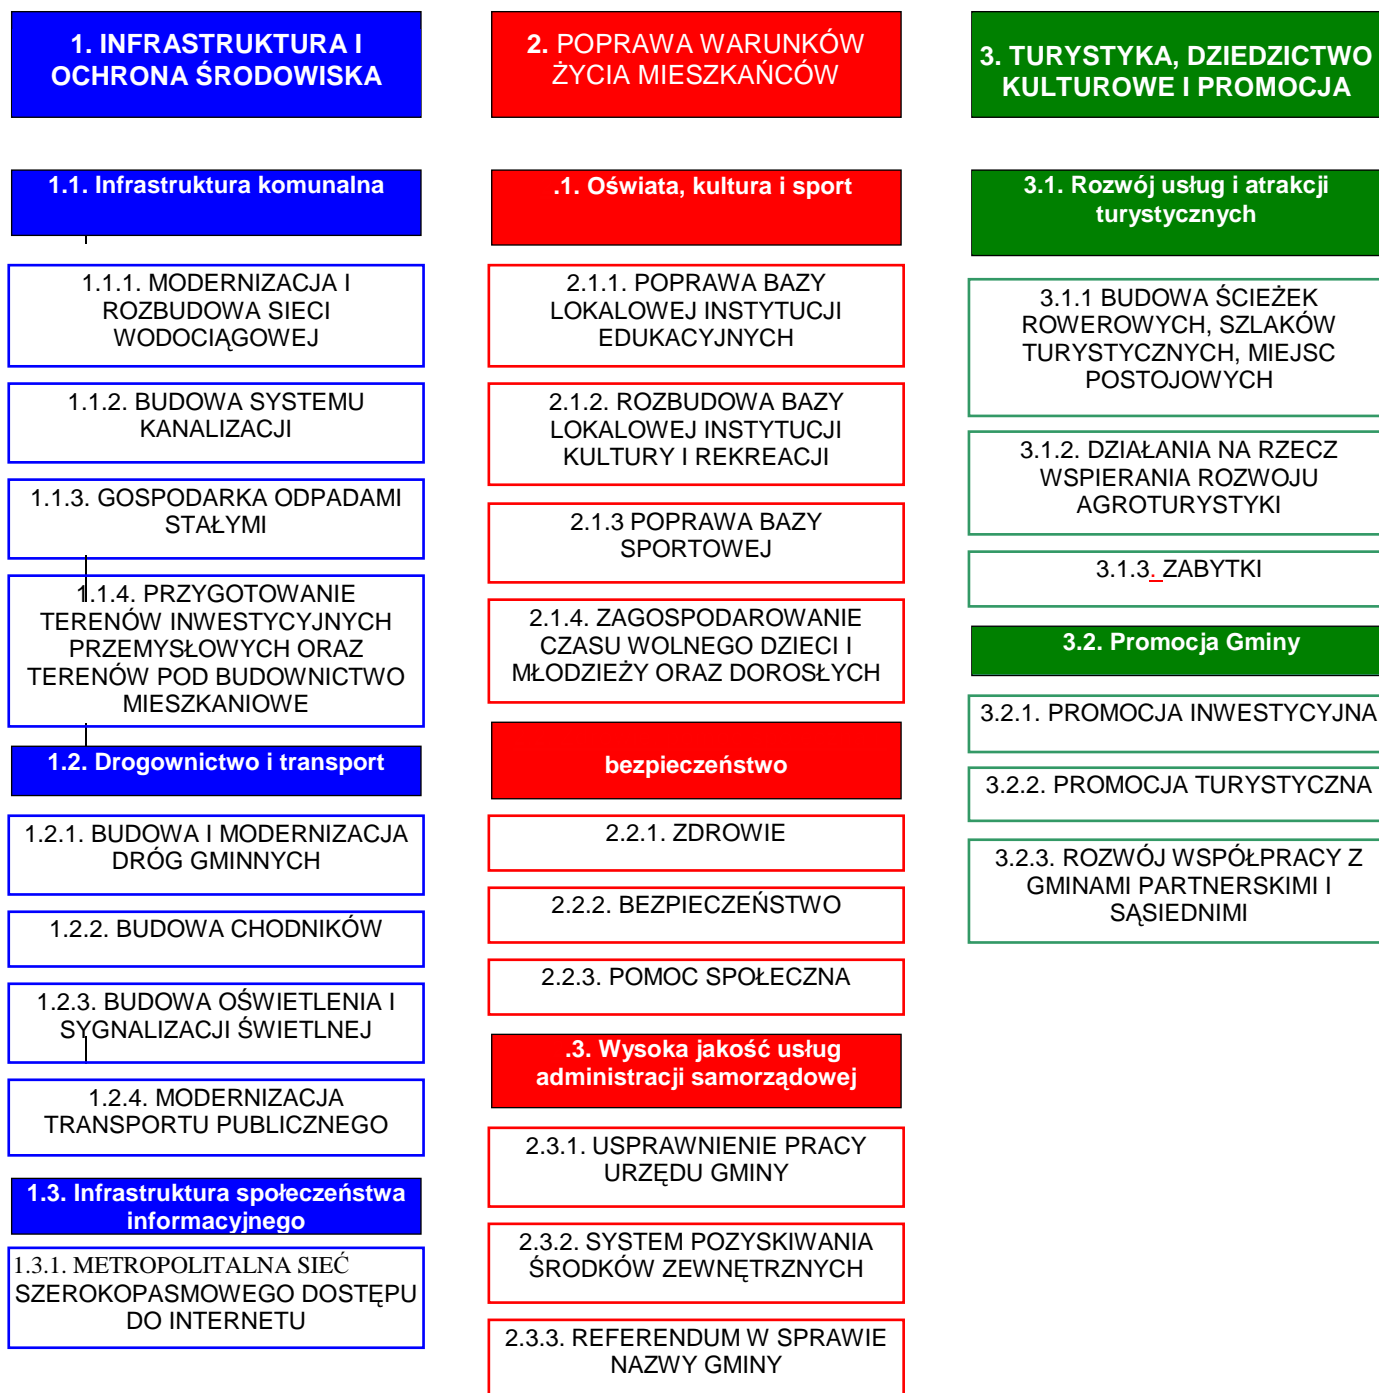 1. INFRASTRUKTURA I
OCHRONA ŚRODOWISKA
1.1. Infrastruktura komunalna
1.1.1. MODERNIZACJA I
ROZBUDOWA SIECI
WODOCIĄGOWEJ
1.1.2. BUDOWA SYSTEMU
KANALIZACJI
1.1.3. GOSPODARKA ODPADAMI
STAŁYMI
1.1.4. PRZYGOTOWANIE
TERENÓW INWESTYCYJNYCH
PRZEMYSŁOWYCH ORAZ
TERENÓW POD BUDOWNICTWO
MIESZKANIOWE
1.2. Drogownictwo i transport
1.2.1. BUDOWA I MODERNIZACJA
DRÓG GMINNYCH
1.2.2. BUDOWA CHODNIKÓW
1.2.3. BUDOWA OŚWIETLENIA I
SYGNALIZACJI ŚWIETLNEJ
1.2.4. MODERNIZACJA
TRANSPORTU PUBLICZNEGO
1.3. Infrastruktura społeczeństwa
informacyjnego
1.3.1. METROPOLITALNA SIEĆ
SZEROKOPASMOWEGO DOSTĘPU
DO INTERNETU
2. POPRAWA WARUNKÓW
ŻYCIA MIESZKAŃCÓW
.1. Oświata, kultura i sport
2.1.1. POPRAWA BAZY
LOKALOWEJ INSTYTUCJI
EDUKACYJNYCH
2.1.2. ROZBUDOWA BAZY
LOKALOWEJ INSTYTUCJI
KULTURY I REKREACJI
2.1.3 POPRAWA BAZY
SPORTOWEJ
2.1.4. ZAGOSPODAROWANIE
CZASU WOLNEGO DZIECI I
MŁODZIEŻY ORAZ DOROSŁYCH
bezpieczeństwo
2.2.1. ZDROWIE
2.2.2. BEZPIECZEŃSTWO
2.2.3. POMOC SPOŁECZNA
.3. Wysoka jakość usług
administracji samorządowej
2.3.1. USPRAWNIENIE PRACY
URZĘDU GMINY
2.3.2. SYSTEM POZYSKIWANIA
ŚRODKÓW ZEWNĘTRZNYCH
2.3.3. REFERENDUM W SPRAWIE
NAZWY GMINY
3. TURYSTYKA, DZIEDZICTWO
KULTUROWE I PROMOCJA
3.1. Rozwój usług i atrakcji
turystycznych
3.1.1 BUDOWA ŚCIEŻEK
ROWEROWYCH, SZLAKÓW
TURYSTYCZNYCH, MIEJSC
POSTOJOWYCH
3.1.2. DZIAŁANIA NA RZECZ
WSPIERANIA ROZWOJU
AGROTURYSTYKI
3.1.3. ZABYTKI
3.2. Promocja Gminy
3.2.1. PROMOCJA INWESTYCYJNA
3.2.2. PROMOCJA TURYSTYCZNA
3.2.3. ROZWÓJ WSPÓŁPRACY Z
GMINAMI PARTNERSKIMI I
SĄSIEDNIMI